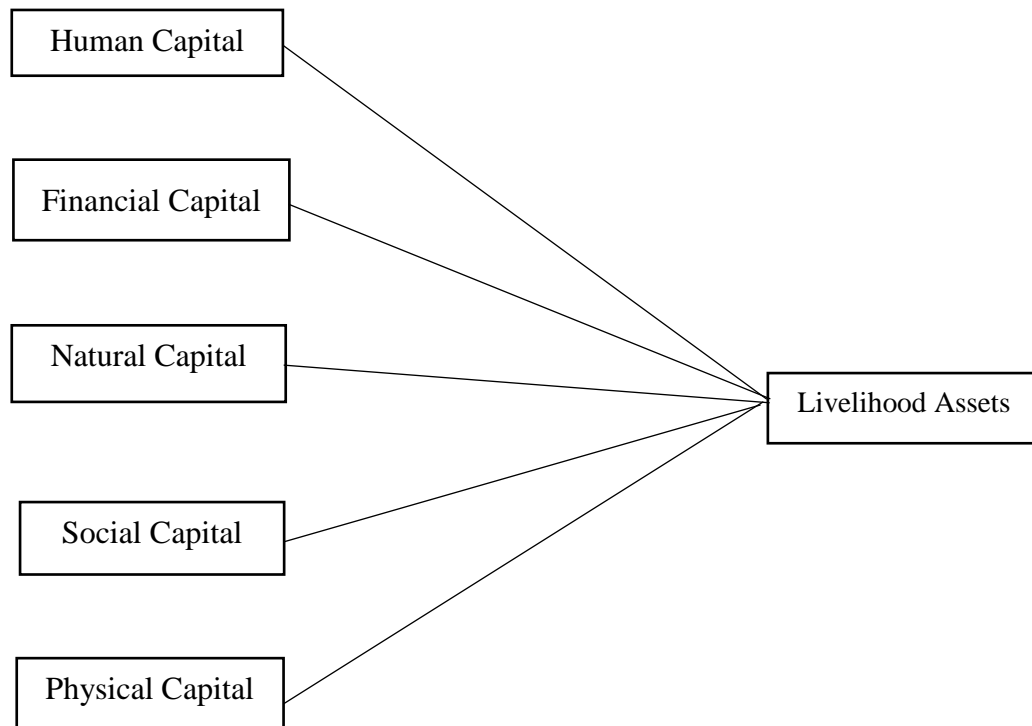 Human Capital
Financial Capital
Natural Capital
Livelihood Assets
Social Capital
Physical Capital